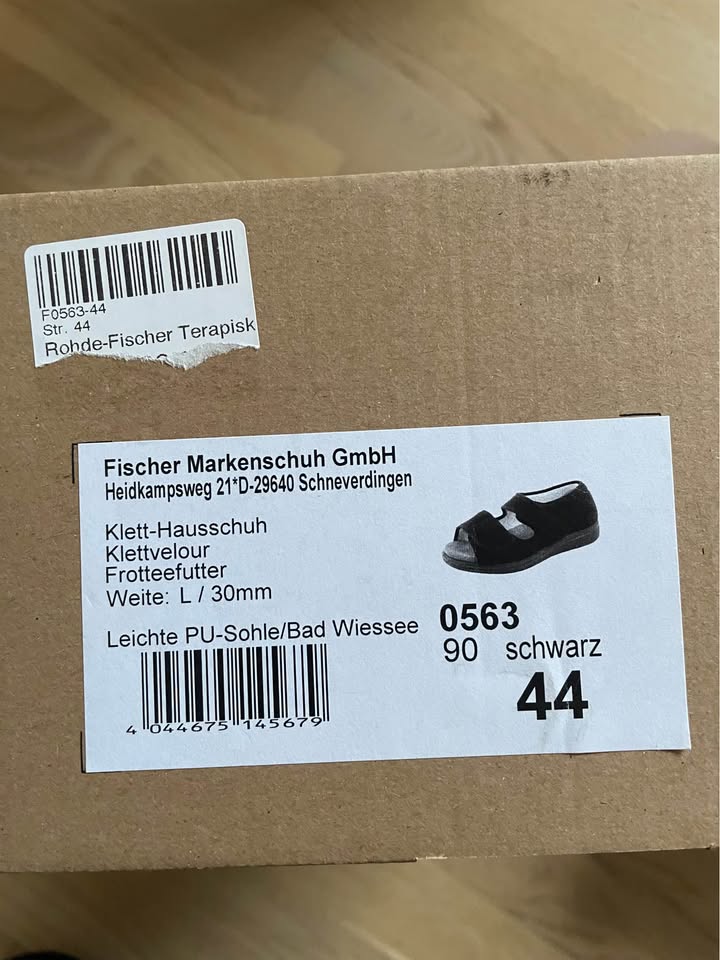 F0563-44
Str. 44
Rohde-Fischer Terapisk
Fischer Markenschuh GmbH
Heidkampsweg 21*D-29640 Schneverdingen
Klett-Hausschuh
Klettvelour
Frotteefutter
Weite: L / 30mm
Leichte PU-Sohle/Bad Wiessee
4 044675 145679
0563
90 schwarz
44